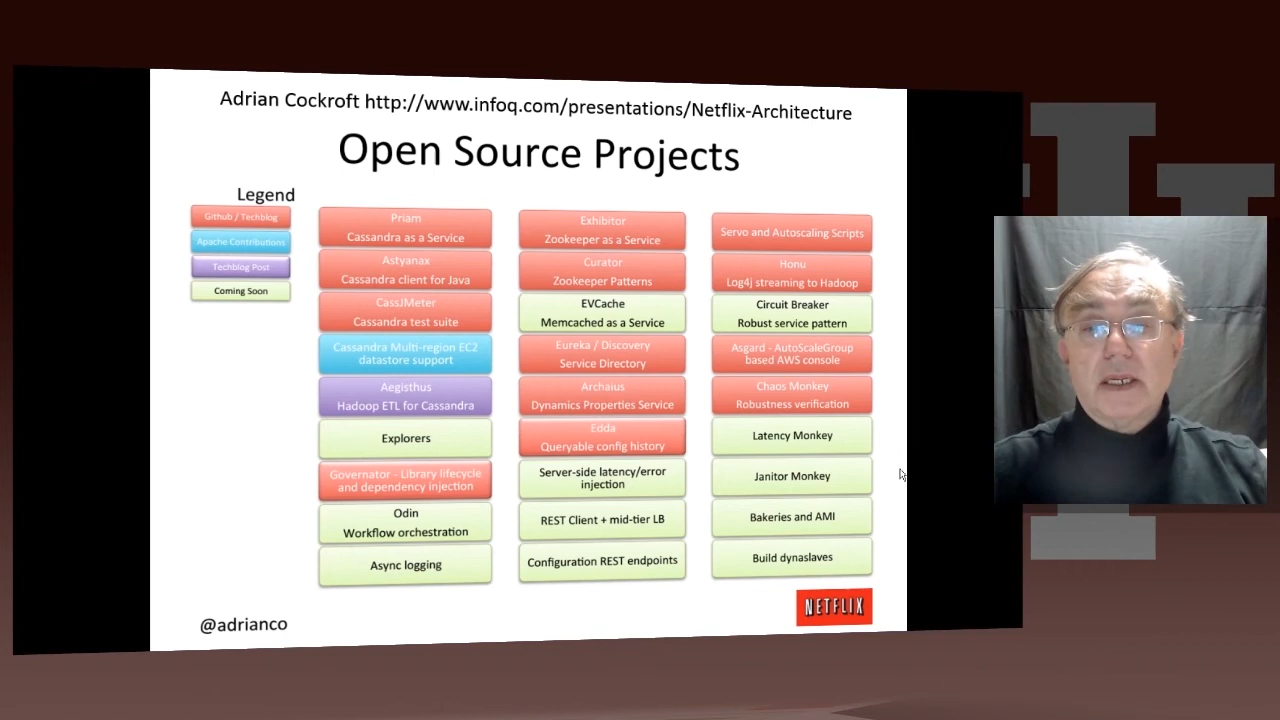 Adrian Cockroft http://www.infoq.com/presentations/Netflix-Architecture
Open Source Projects
Legend
Github / Techblog
Apache Contributions
Techblog Post
Coming Soon
Priam
Cassandra as a Service
Astyanax
Cassandra client for Java
CassJMeter
Cassandra test suite
Cassandra Multi-region EC2
datastore support
Aegisthus
Hadoop ETL for Cassandra
Explorers
Governator - Library lifecycle
and dependency injection
Odin
Workflow orchestration
Async logging
Exhibitor
Zookeeper as a Service
Curator
Zookeeper Patterns
EVCache
Memcached as a Service
Eureka / Discovery
Service Directory
Archaius
Dynamics Properties Service
Edda
Queryable config history
Server-side latency/error
injection
REST Client + mid-tier LB
Configuration REST endpoints
Servo and Autoscaling Scripts
Honu
Log4j streaming to Hadoop
Circuit Breaker
Robust service pattern
Asgard - AutoScaleGroup
based AWS console
Chaos Monkey
Robustness verification
Latency Monkey
Janitor Monkey
Bakeries and AMI
Build dynaslaves
@adrianco
NETFLIX